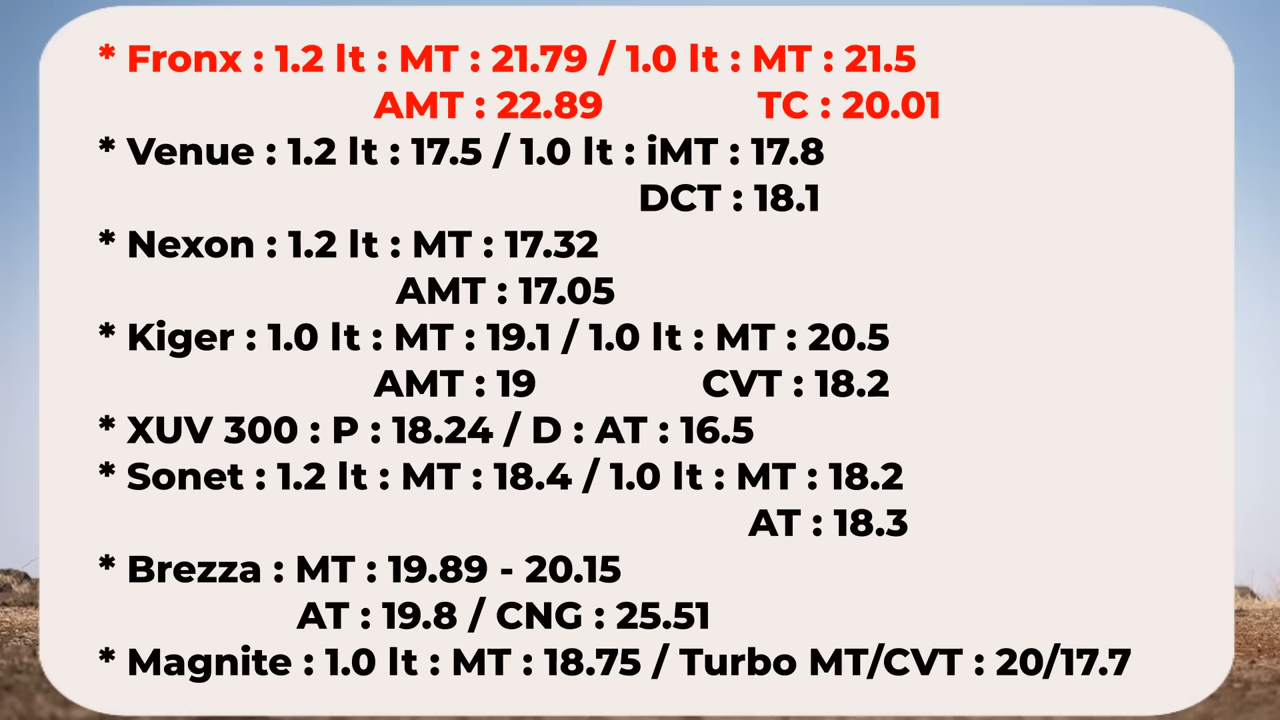 * Fronx : 1.2 lt : MT : 21.79 / 1.0 lt : MT : 21.5
AMT : 22.89 TC : 20.01
* Venue : 1.2 lt : 17.5 / 1.0 lt : iMT : 17.8
DCT : 18.1
* Nexon : 1.2 lt : MT : 17.32
AMT : 17.05
* Kiger : 1.0 lt : MT : 19.1 / 1.0 lt : MT : 20.5
AMT : 19 CVT : 18.2
* XUV 300 : P : 18.24 / D : AT : 16.5
* Sonet : 1.2 lt : MT : 18.4 / 1.0 lt : MT : 18.2
AT : 18.3
* Brezza : MT : 19.89 - 20.15
AT : 19.8 / CNG : 25.51
* Magnite : 1.0 lt : MT : 18.75 / Turbo MT/CVT : 20/17.7